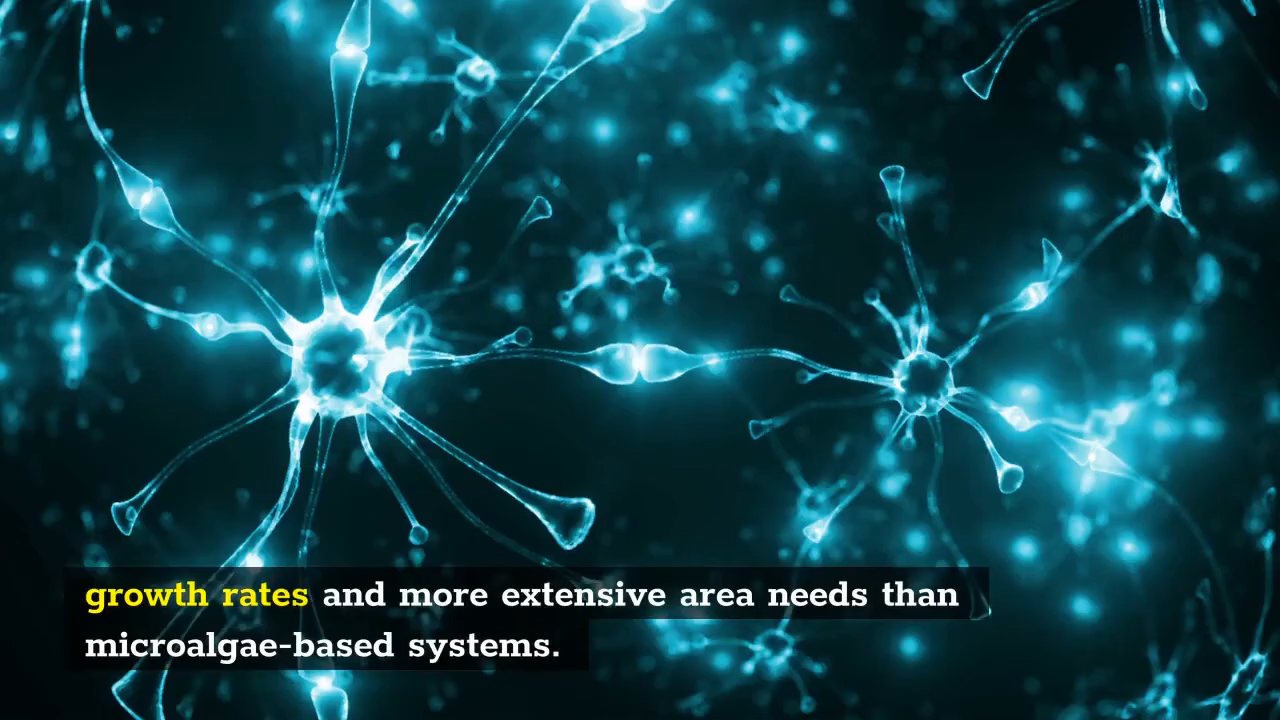 growth rates and more extensive area needs than
microalgae-based systems.